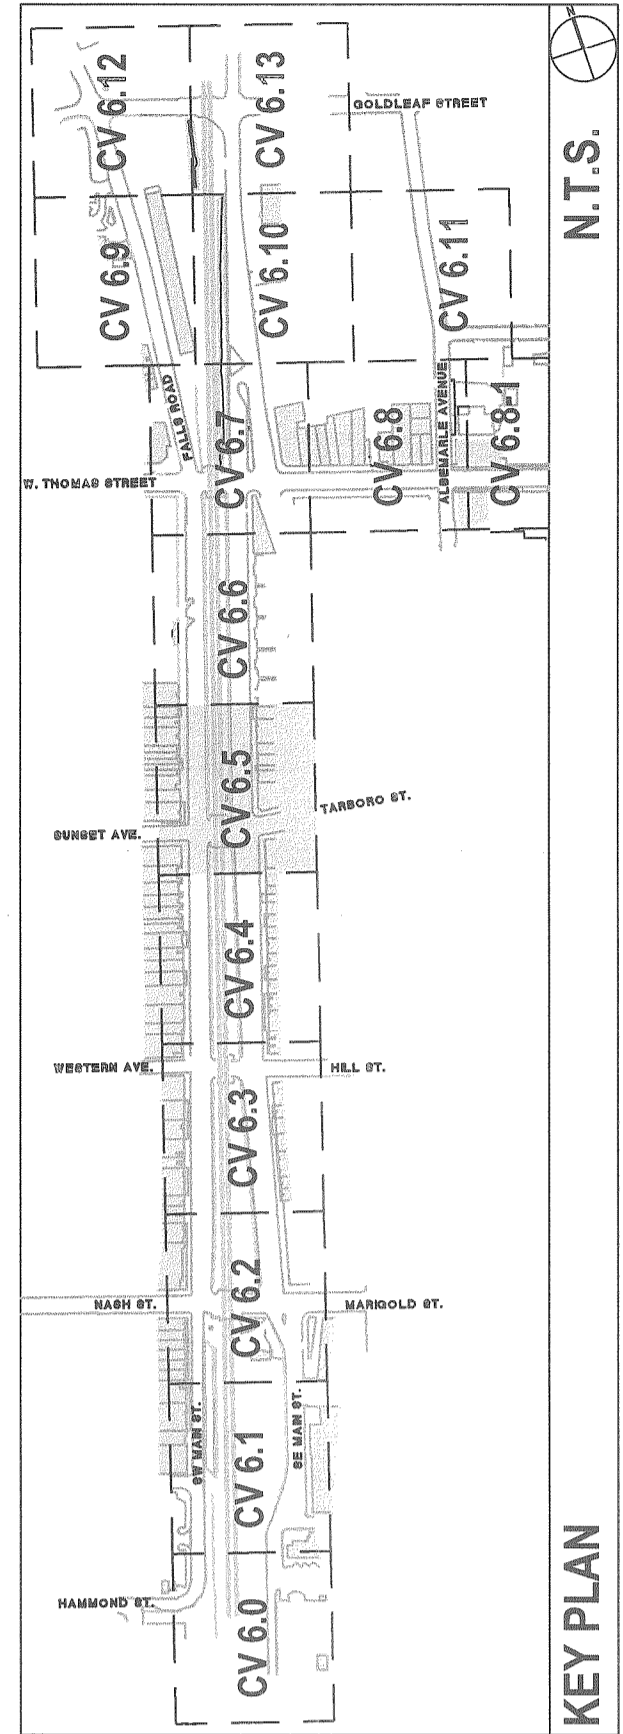 N
N.T.S.
GOLDLEAF STREET
CV 6.12
CV 6.13
CV 6.9
CV 6.10
CV 6.11
FALLS ROAD
W. THOMAS STREET
CV 6.7
CV 6.8
ALBEMARLE AVENUE
CV 6.8-1
CV 6.6
CV 6.5
SUNSET AVE.
TARBORO ST.
CV 6.4
WESTERN AVE.
HILL ST.
CV 6.3
CV 6.2
NASH ST.
MARIGOLD ST.
SW MAIN ST.
SE MAIN ST.
CV 6.1
HAMMOND ST.
CV 6.0
KEY PLAN